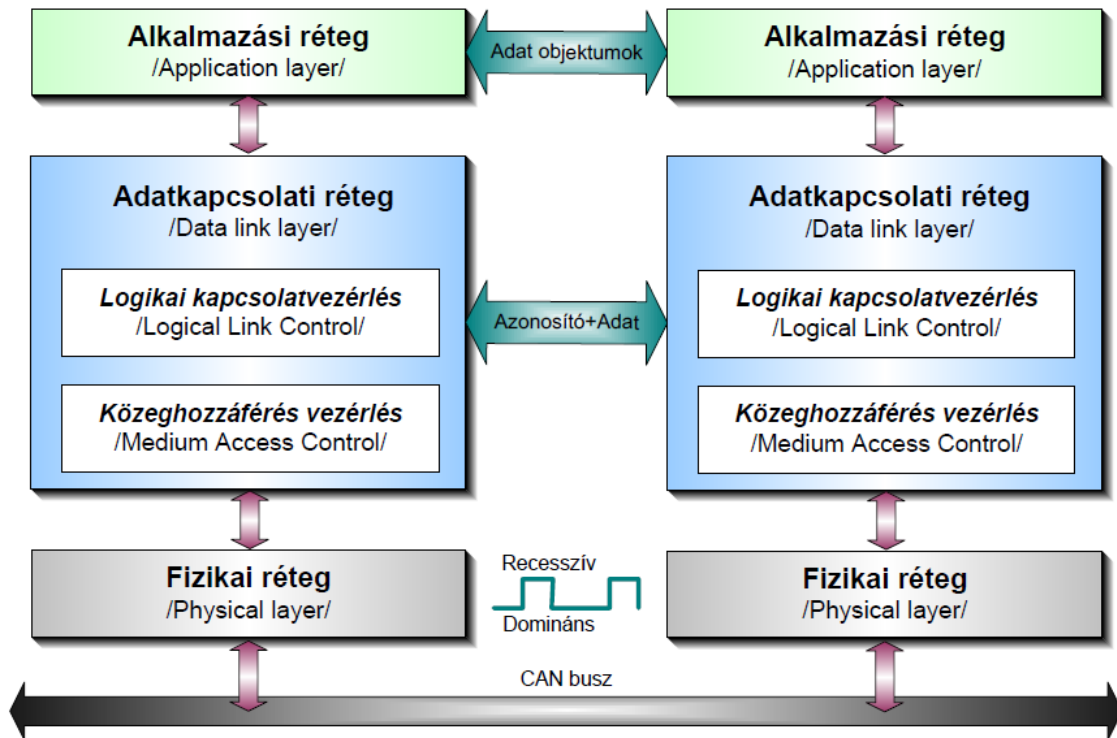 Alkalmazási réteg
/Application layer/
Adat objektumok
Alkalmazási réteg
/Application layer/
Adatkapcsolati réteg
/Data link layer/
Logikai kapcsolatvezérlés
/Logical Link Control/
Közeghozzáférés vezérlés
/Medium Access Control/
Azonosító+Adat
Adatkapcsolati réteg
/Data link layer/
Logikai kapcsolatvezérlés
/Logical Link Control/
Közeghozzáférés vezérlés
/Medium Access Control/
Fizikai réteg
/Physical layer/
Recesszív
Domináns
Fizikai réteg
/Physical layer/
CAN busz